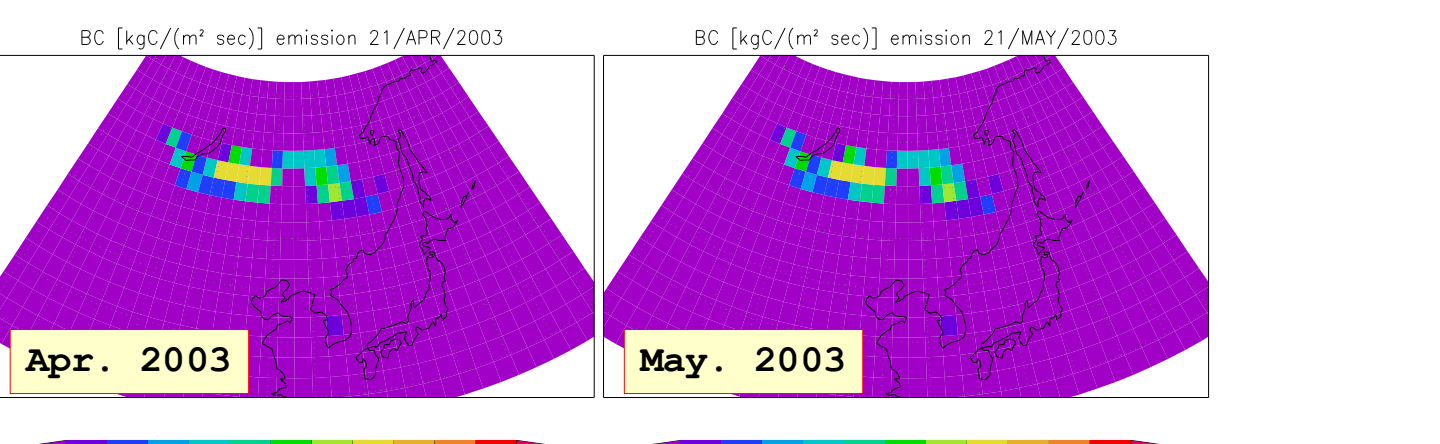 BC [kgC/(m² sec)] emission 21/APR/2003
BC [kgC/(m² sec)] emission 21/MAY/2003
Apr. 2003
May. 2003